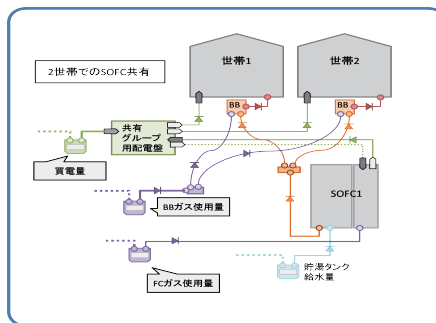 2世帯でのSOFC共有
世帯1
世帯2
BB
BB
共有
グループ
用配電盤
買電量
BBガス使用量
SOFC1
FCガス使用量
貯湯タンク
給水量